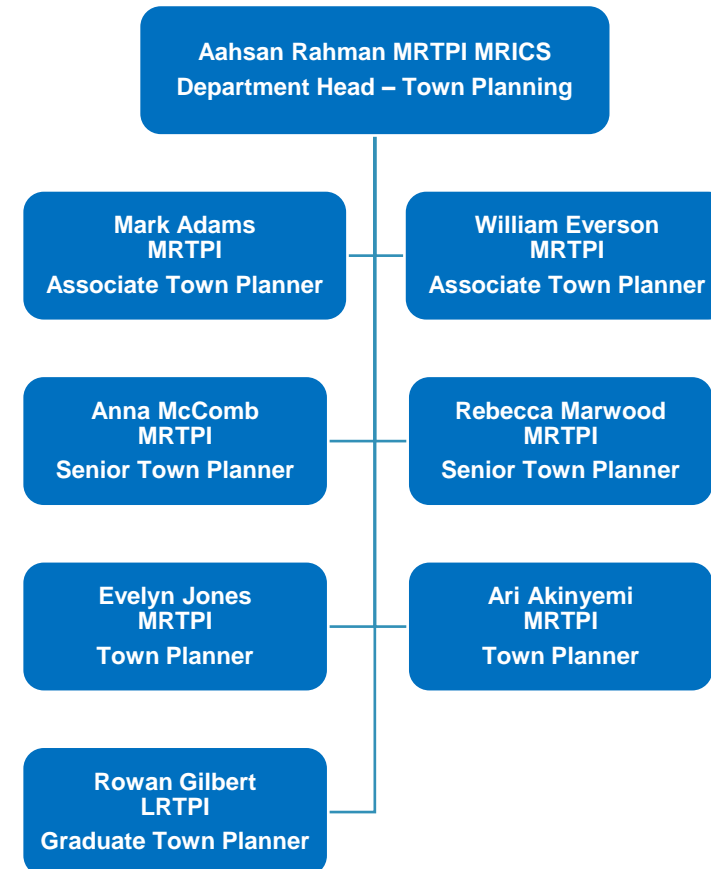 Aahsan Rahman MRTPI MRICS
Department Head – Town Planning
Mark Adams
MRTPI
Associate Town Planner
William Everson
MRTPI
Associate Town Planner
Anna McComb
MRTPI
Senior Town Planner
Rebecca Marwood
MRTPI
Senior Town Planner
Evelyn Jones
MRTPI
Town Planner
Ari Akinyemi
MRTPI
Town Planner
Rowan Gilbert
LRTPI
Graduate Town Planner